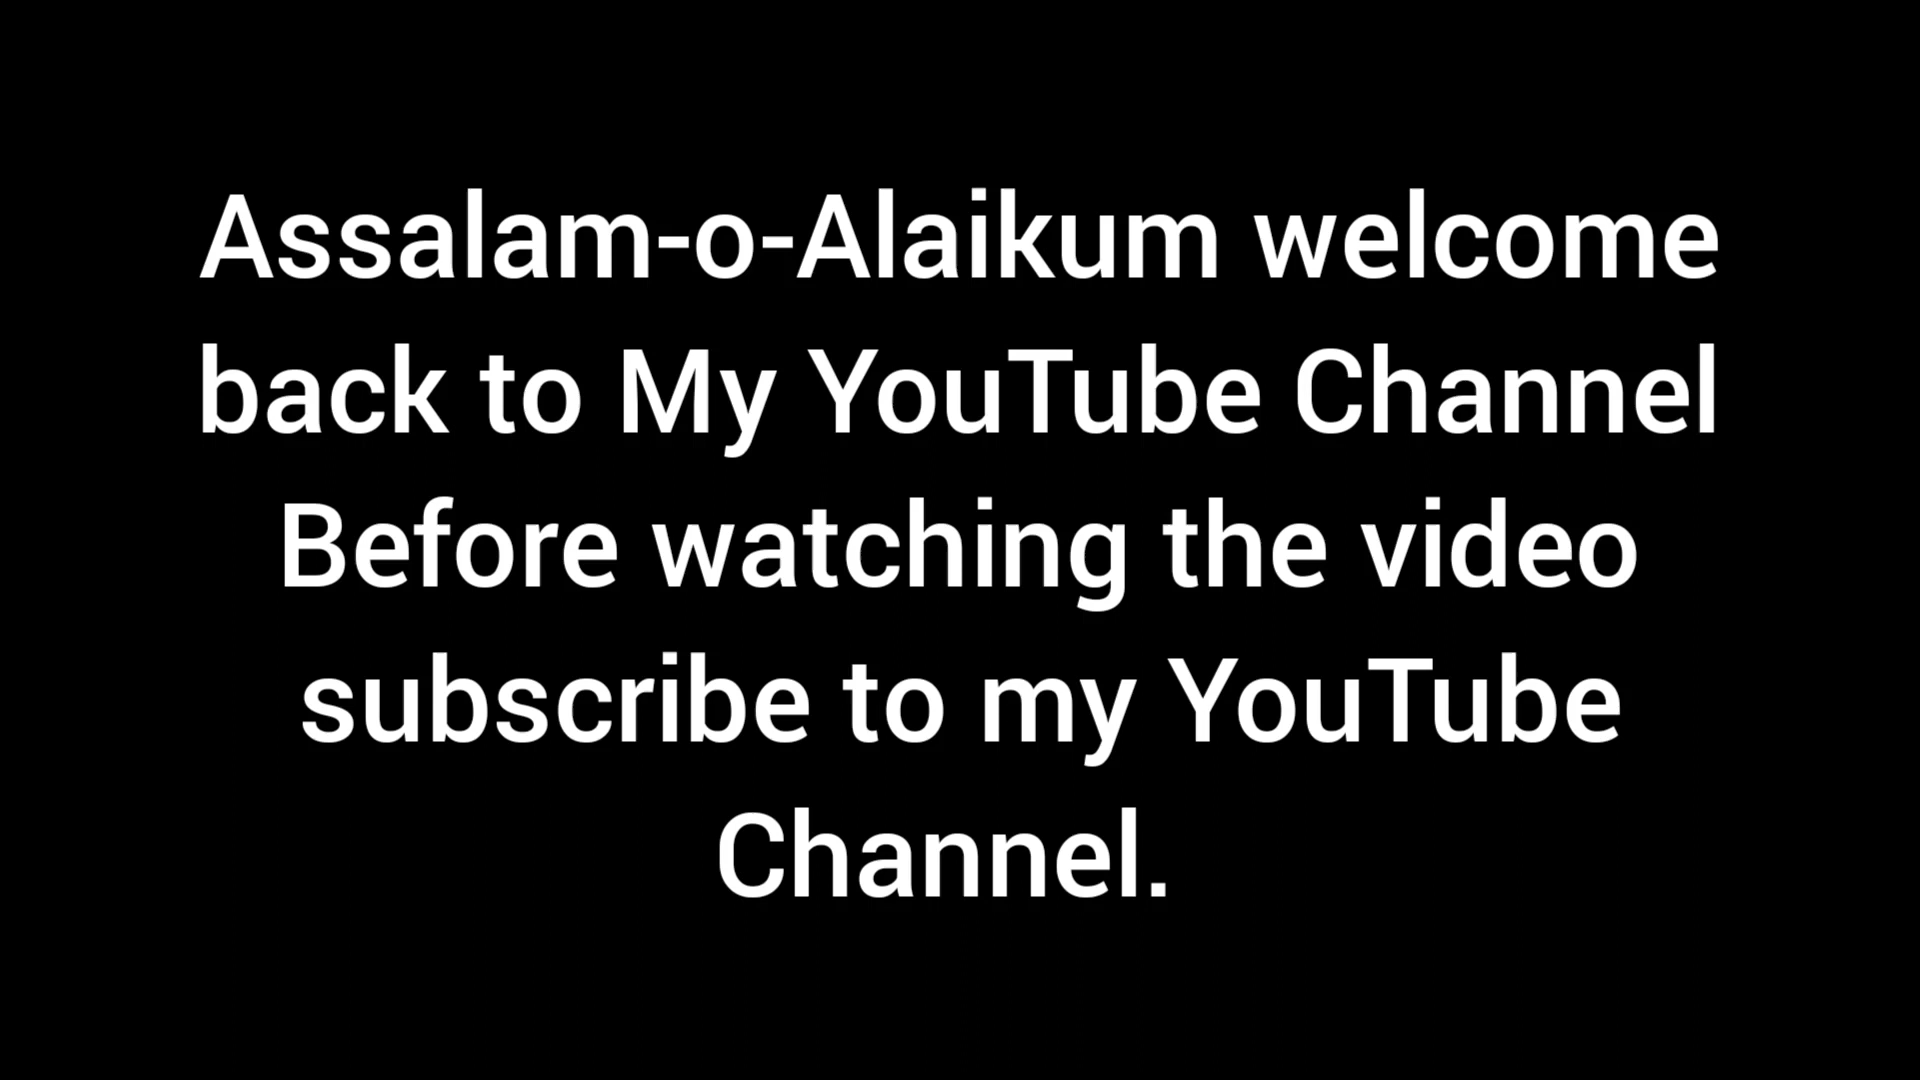 Assalam-o-Alaikum welcome
back to My YouTube Channel
Before watching the video
subscribe to my YouTube
Channel.